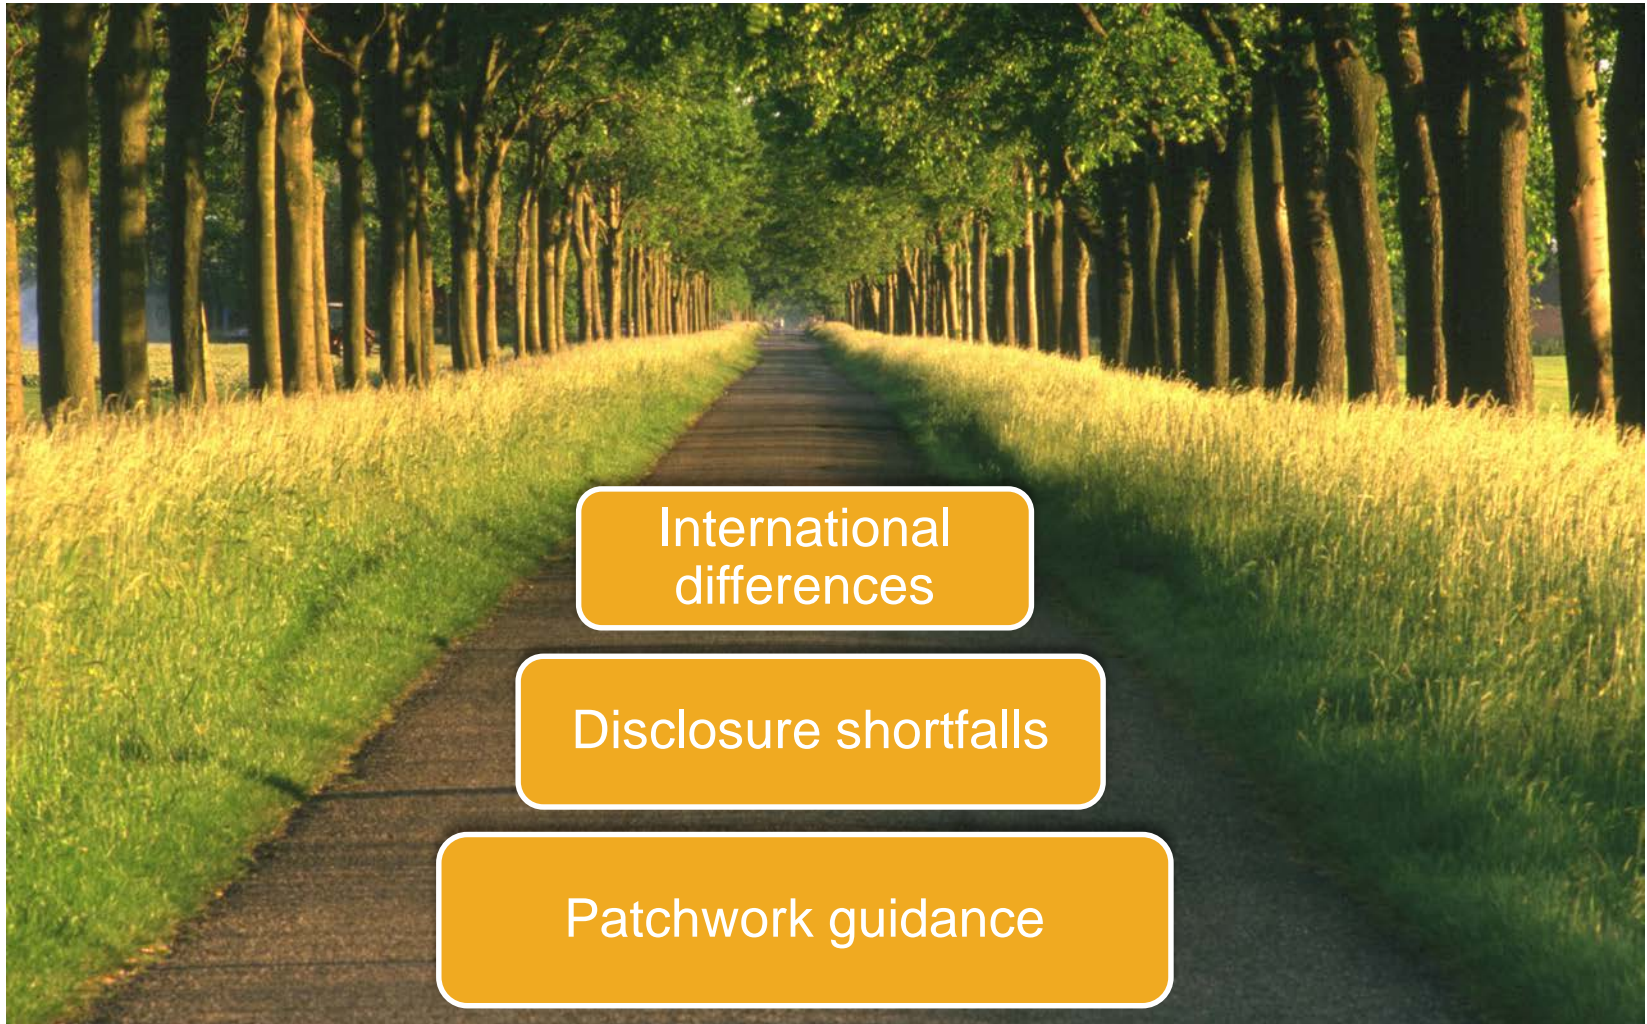 International
differences
Disclosure shortfalls
Patchwork guidance